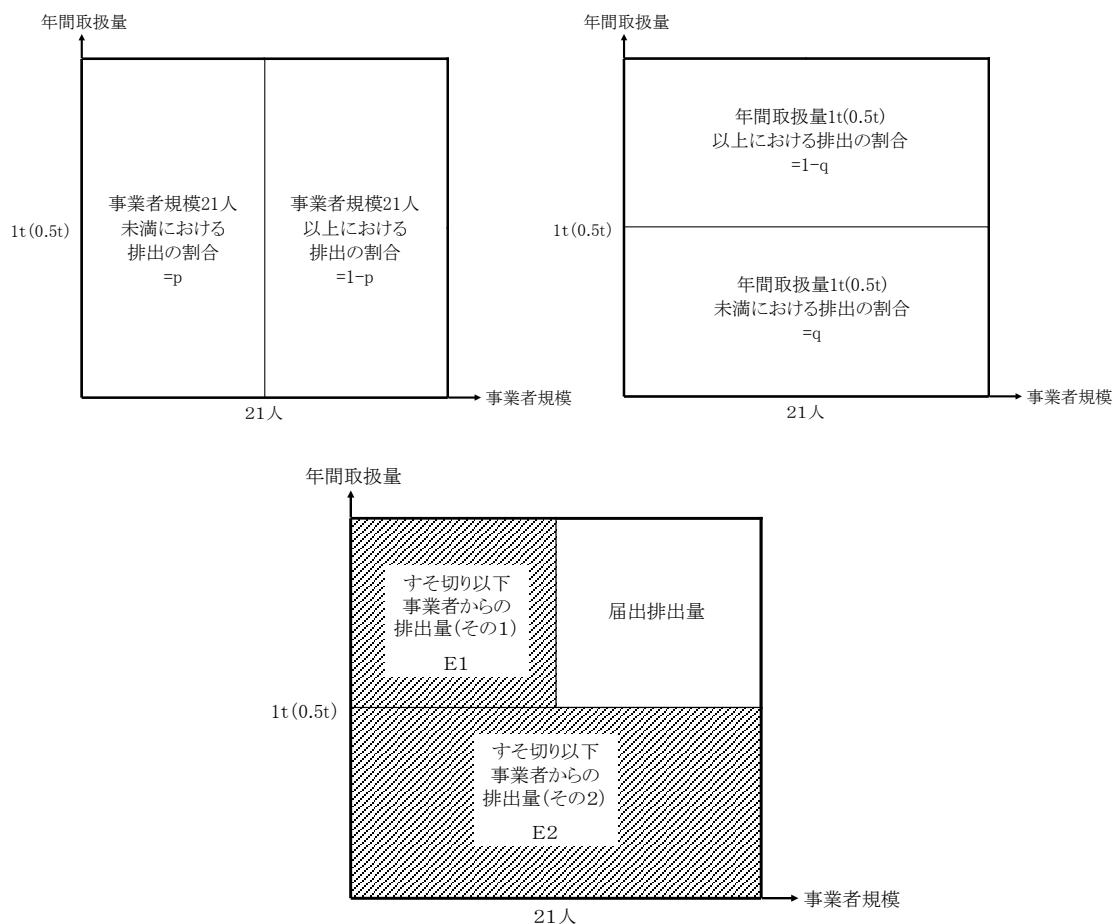 年間取扱量
事業者規模21人
未満における
排出の割合
=p
事業者規模21人
以上における
排出の割合
=1-p
1t(0.5t)
21人
事業者規模
年間取扱量
年間取扱量1t(0.5t)
以上における排出の割合
=1-q
1t(0.5t)
年間取扱量1t(0.5t)
未満における排出の割合
=q
21人
事業者規模
年間取扱量
すそ切り以下
事業者からの
排出量(その1)
E1
届出排出量
1t(0.5t)
すそ切り以下
事業者からの
排出量(その2)
E2
21人
事業者規模